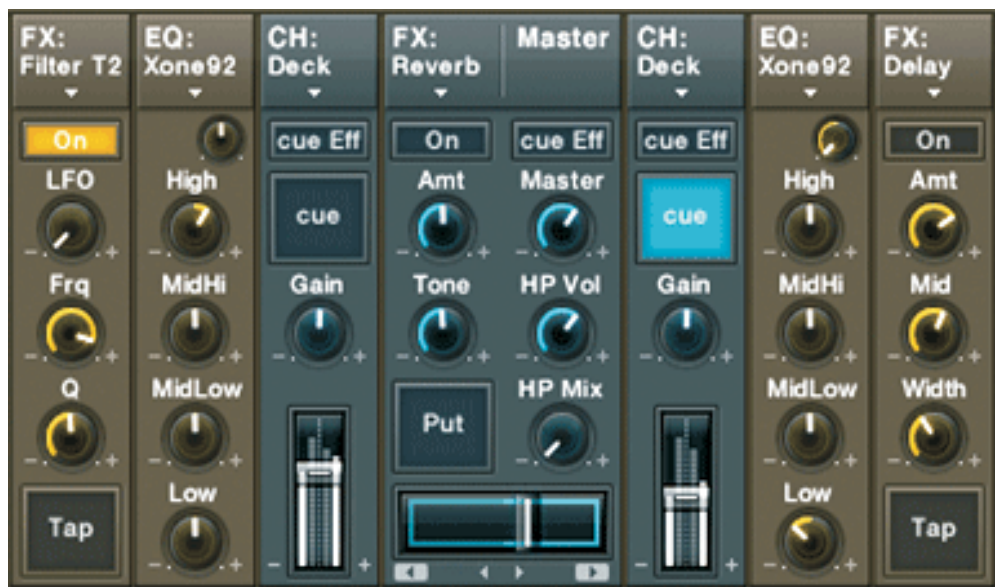 FX:
Filter T2
On
LFO
- +
Frq
- +
Q
- +
Tap
EQ:
Xone92
High
- +
MidHi
- +
MidLow
- +
Low
- +
CH:
Deck
cue Eff
cue
Gain
- +
- +
FX:
Reverb
On
Amt
- +
Tone
- +
Put
Master
cue Eff
Master
- +
HP Vol
- +
HP Mix
- +
CH:
Deck
cue Eff
cue
Gain
- +
- +
EQ:
Xone92
High
- +
MidHi
- +
MidLow
- +
Low
- +
FX:
Delay
On
Amt
- +
Mid
- +
Width
- +
Tap